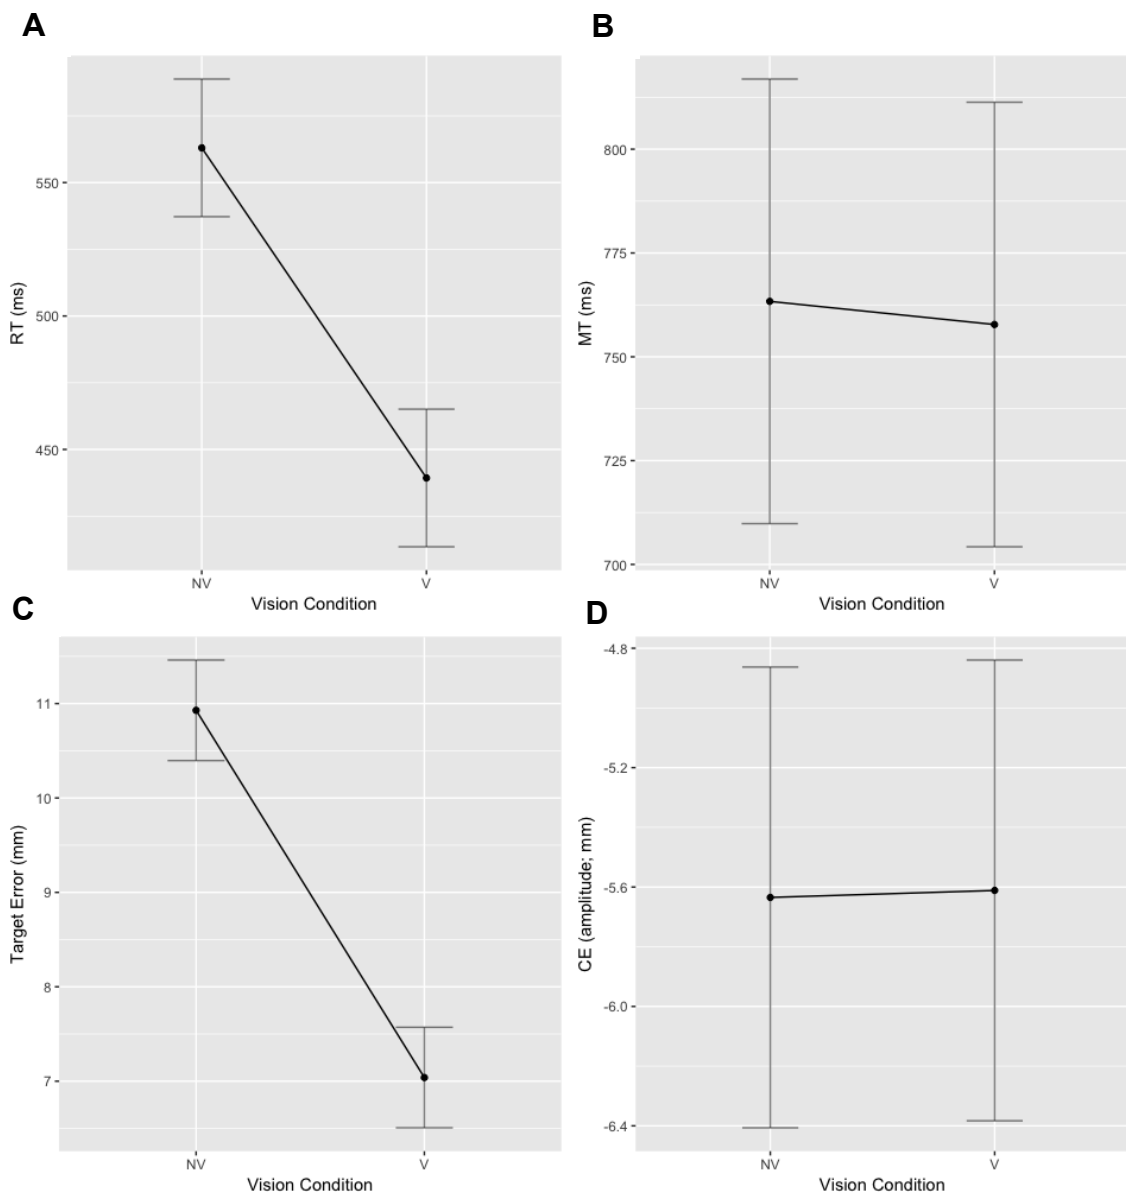 A
RT (ms)
550
500
450
NV V
Vision Condition
B
MT (ms)
800
775
750
725
700
NV V
Vision Condition
C
Target Error (mm)
11
10
9
8
7
NV V
Vision Condition
D
CE (amplitude; mm)
-4.8
-5.2
-5.6
-6.0
-6.4
NV V
Vision Condition